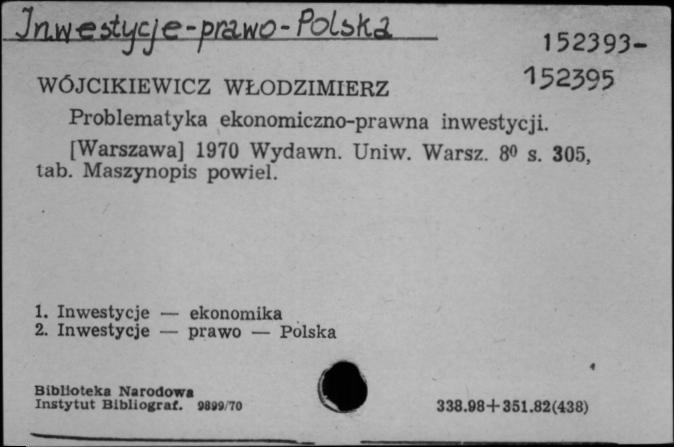 Inwestycje-prawo-Polska
152393-
152395
WÓJCIKIEWICZ WŁODZIMIERZ
Problematyka ekonomiczno-prawna inwestycji.
[Warszawa] 1970 Wydawn. Uniw. Warsz. 8⁰ s. 305,
tab. Maszynopis powiel.
1. Inwestycje — ekonomika
2. Inwestycje — prawo — Polska
Biblioteka Narodowa
Instytut Bibliograf. 9899/70
338.98+351.82(438)